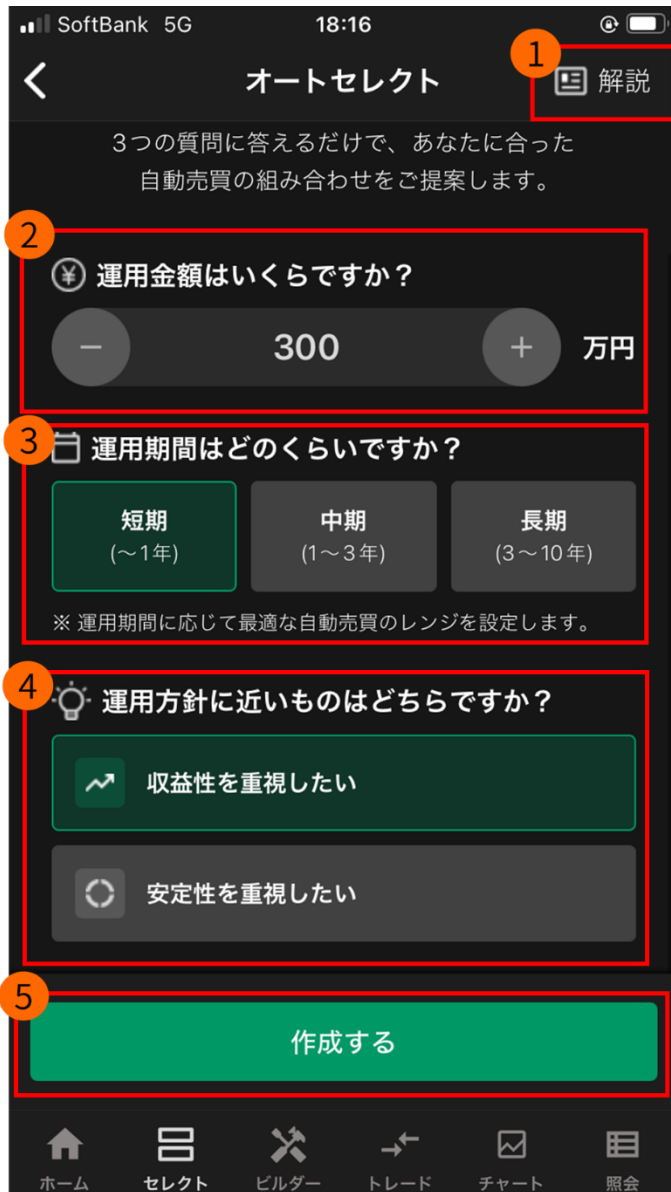 SoftBank 5G 18:16
1
オートセレクト 解説
3つの質問に答えるだけで、あなたに合った
自動売買の組み合わせをご提案します。
2
運用金額はいくらですか？
− 300 + 万円
3
運用期間はどのくらいですか？
短期 中期 長期
(〜1年) (1〜3年) (3〜10年)
※ 運用期間に応じて最適な自動売買のレンジを設定します。
4
運用方針に近いものはどちらですか？
収益性を重視したい
安定性を重視したい
5
作成する
ホーム セレクト ビルダー トレード チャート 照会